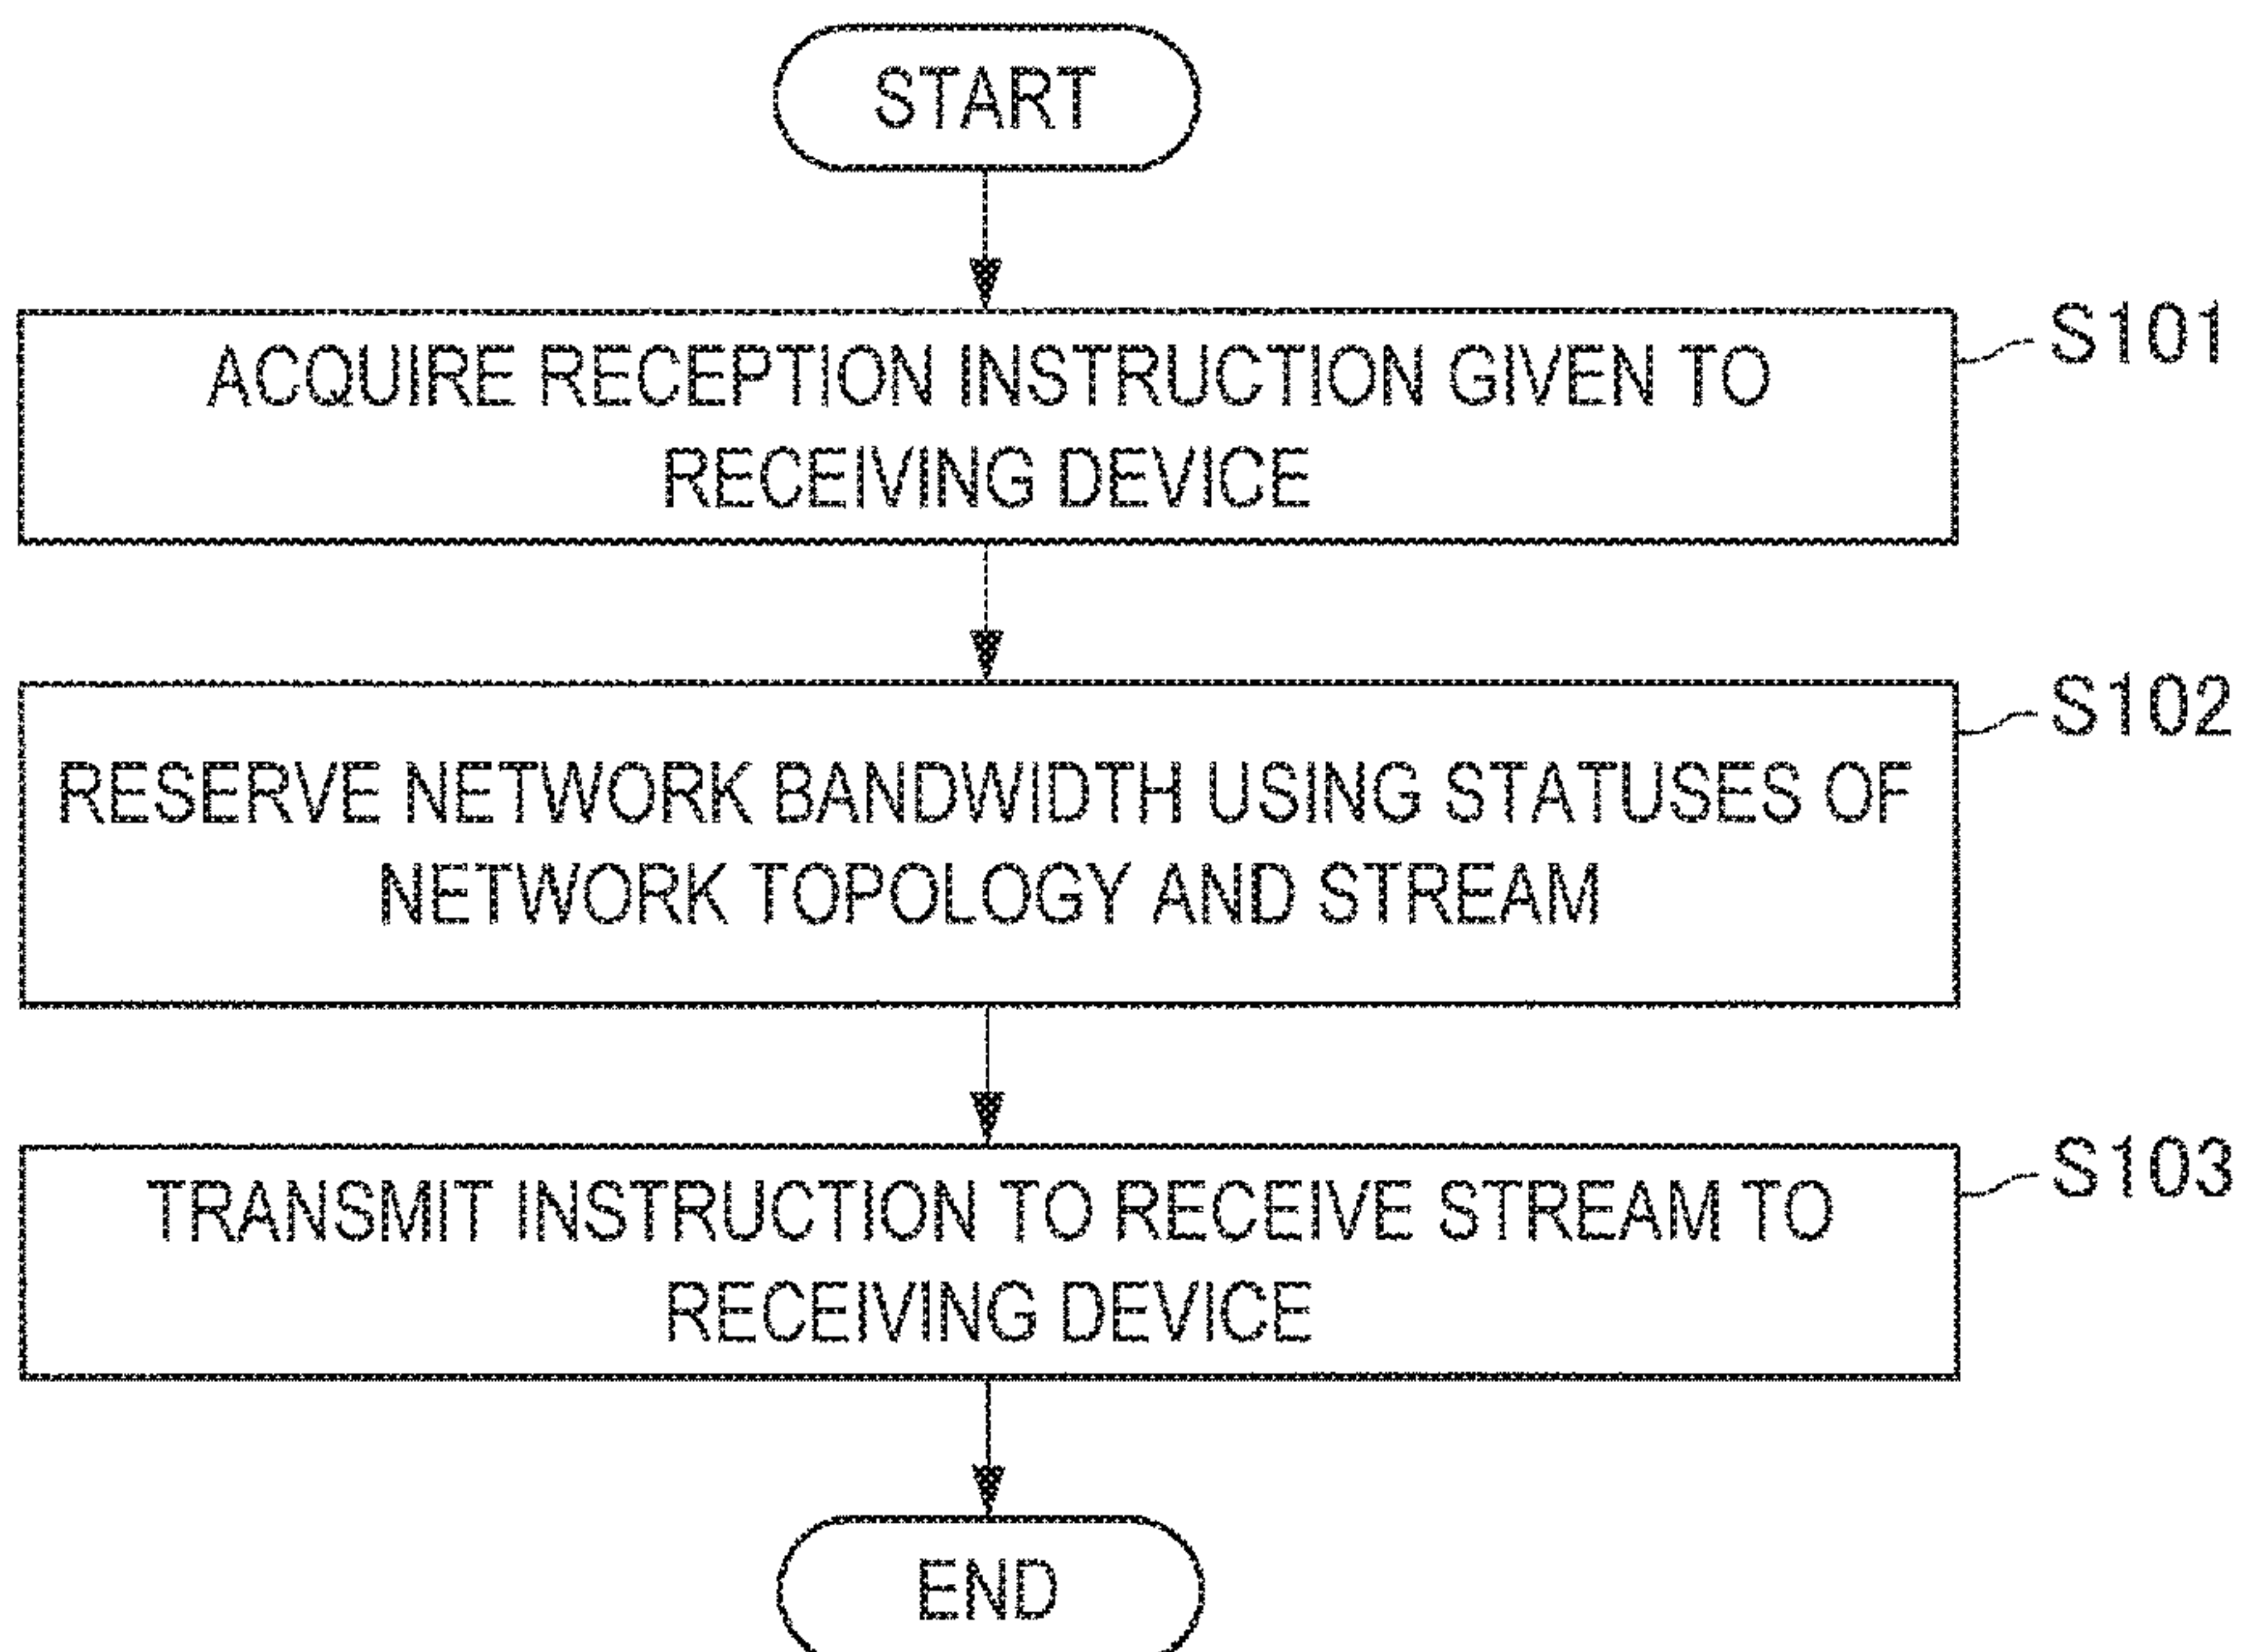 START
ACQUIRE RECEPTION INSTRUCTION GIVEN TO
RECEIVING DEVICE
S101
RESERVE NETWORK BANDWIDTH USING STATUSES OF
NETWORK TOPOLOGY AND STREAM
S102
TRANSMIT INSTRUCTION TO RECEIVE STREAM TO
RECEIVING DEVICE
S103
END